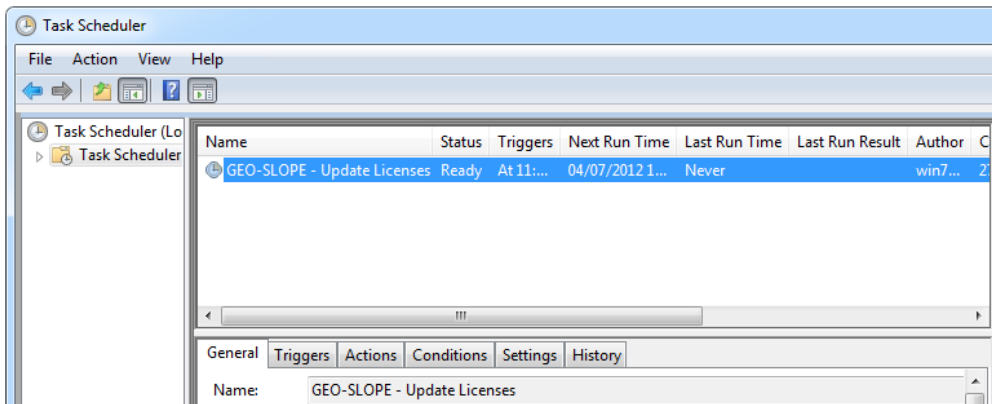 Task Scheduler
File Action View Help
Task Scheduler (Lo
Task Scheduler
Name Status Triggers Next Run Time Last Run Time Last Run Result Author C
GEO-SLOPE - Update Licenses Ready At 11:... 04/07/2012 1... Never win7... 2
General Triggers Actions Conditions Settings History
Name: GEO-SLOPE - Update Licenses